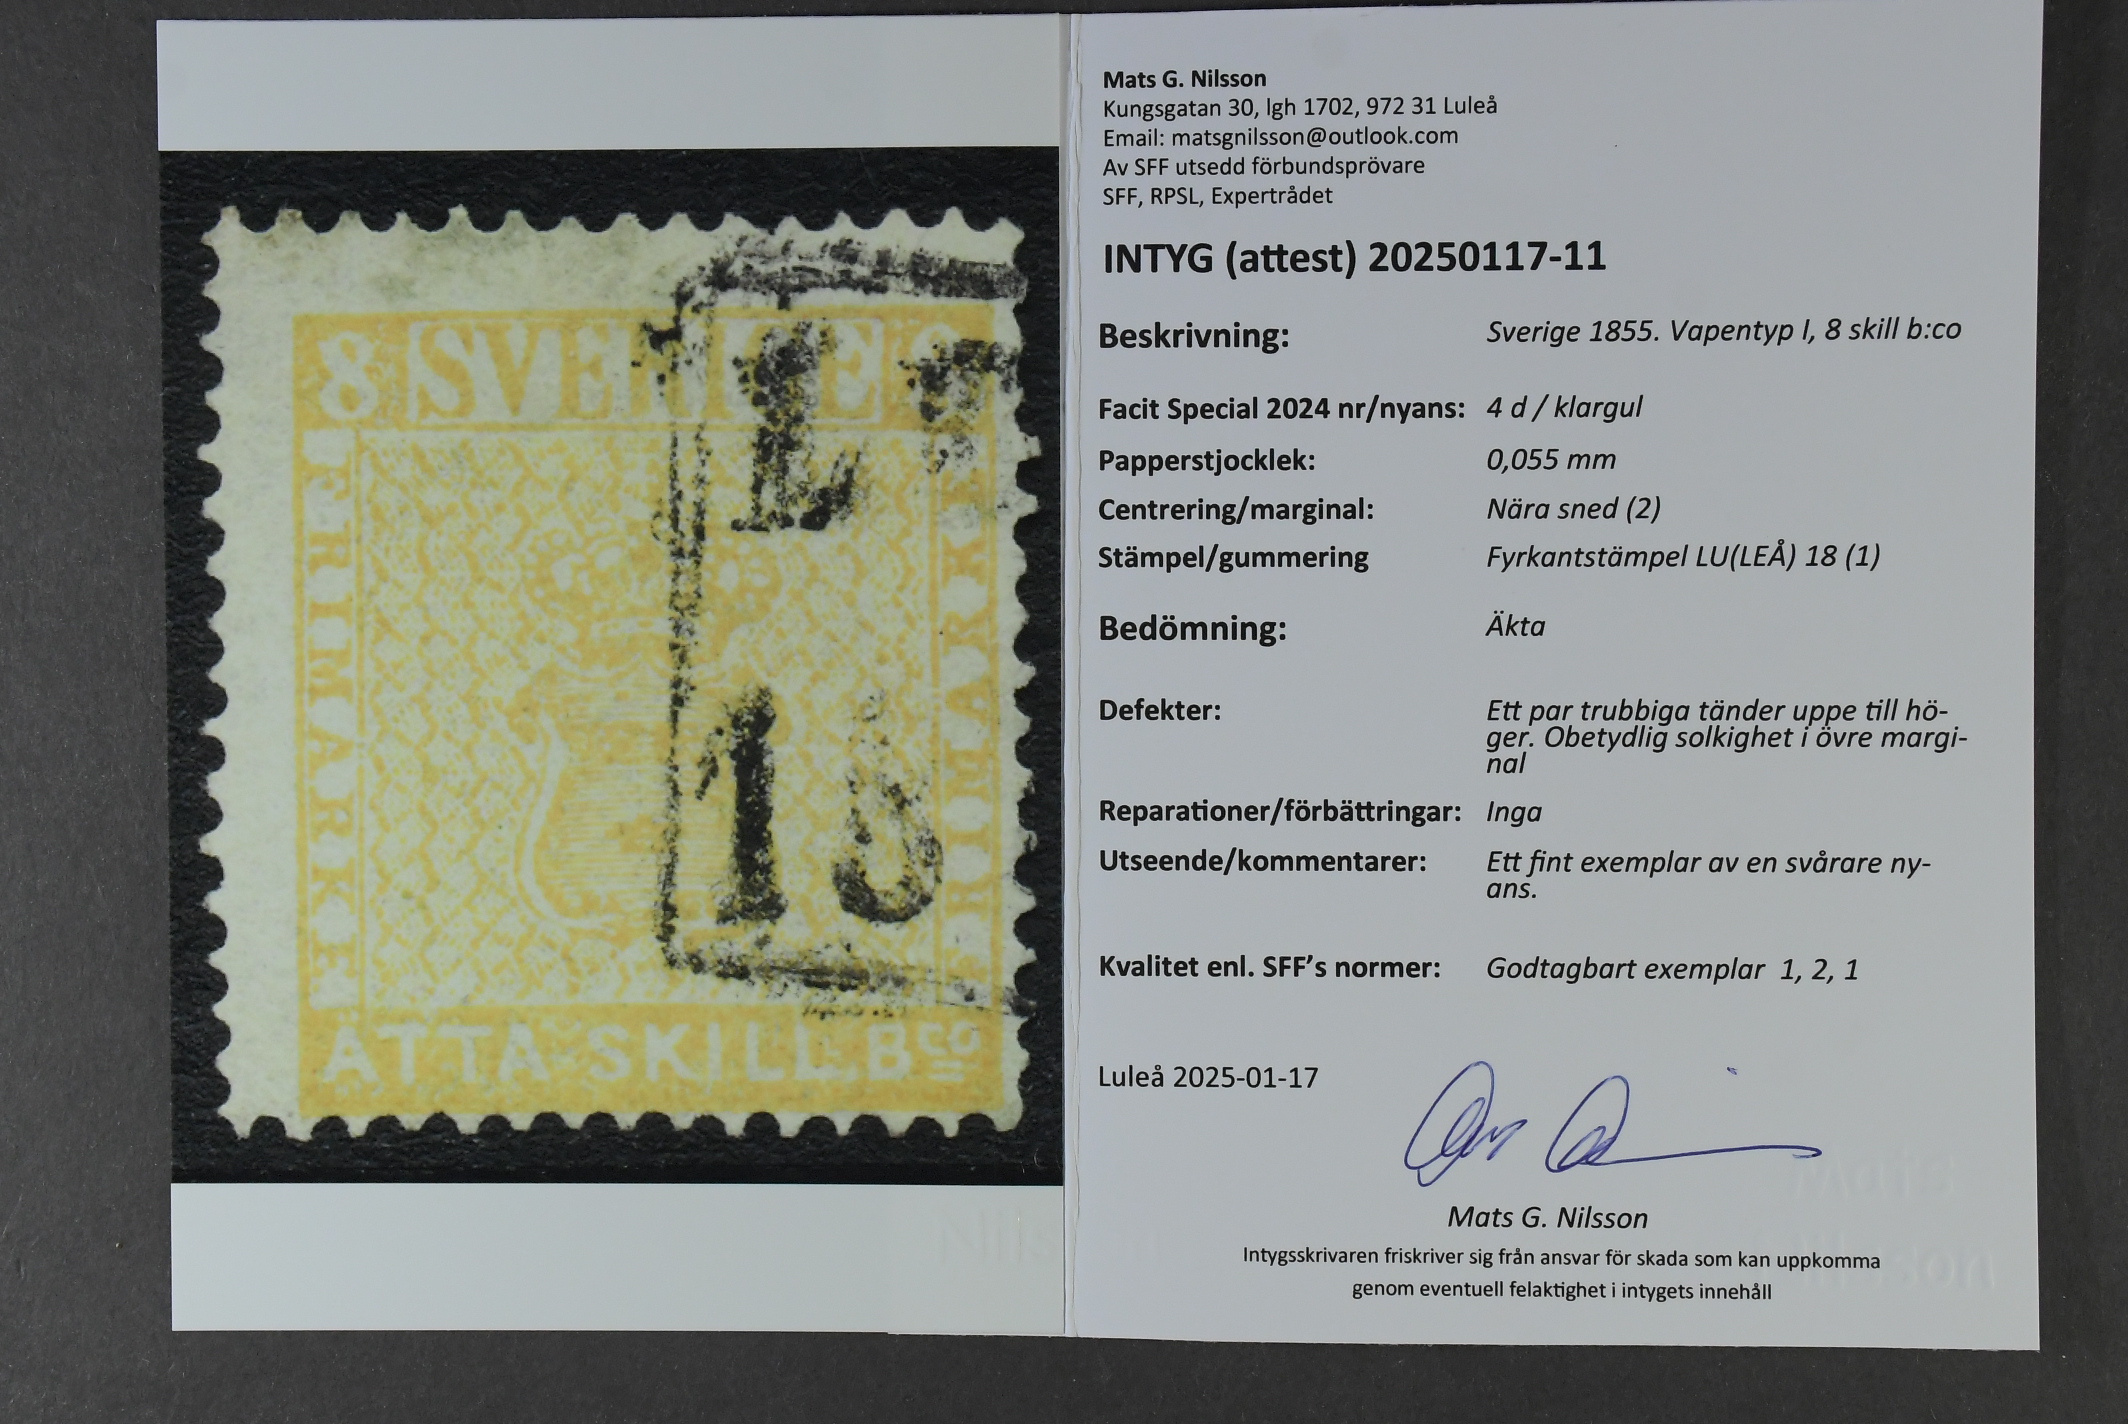 8 SVERIGE
FRIMÄRKE
L
18
ÅTTA SKILL. Bco
Mats G. Nilsson
Kungsgatan 30, lgh 1702, 972 31 Luleå
Email: matsgnilsson@outlook.com
Av SFF utsedd förbundsprövare
SFF, RPSL, Expertrådet
INTYG (attest) 20250117-11
Beskrivning: Sverige 1855. Vapentyp I, 8 skill b:co
Facit Special 2024 nr/nyans: 4 d / klargul
Papperstjocklek: 0,055 mm
Centrering/marginal: Nära sned (2)
Stämpel/gummering Fyrkantstämpel LU(LEÅ) 18 (1)
Bedömning: Äkta
Defekter: Ett par trubbiga tänder uppe till hö-
ger. Obetydlig solkighet i övre margi-
nal
Reparationer/förbättringar: Inga
Utseende/kommentarer: Ett fint exemplar av en svårare ny-
ans.
Kvalitet enl. SFF's normer: Godtagbart exemplar 1, 2, 1
Luleå 2025-01-17
Mats G. Nilsson
Intygsskrivaren friskriver sig från ansvar för skada som kan uppkomma
genom eventuell felaktighet i intygets innehåll